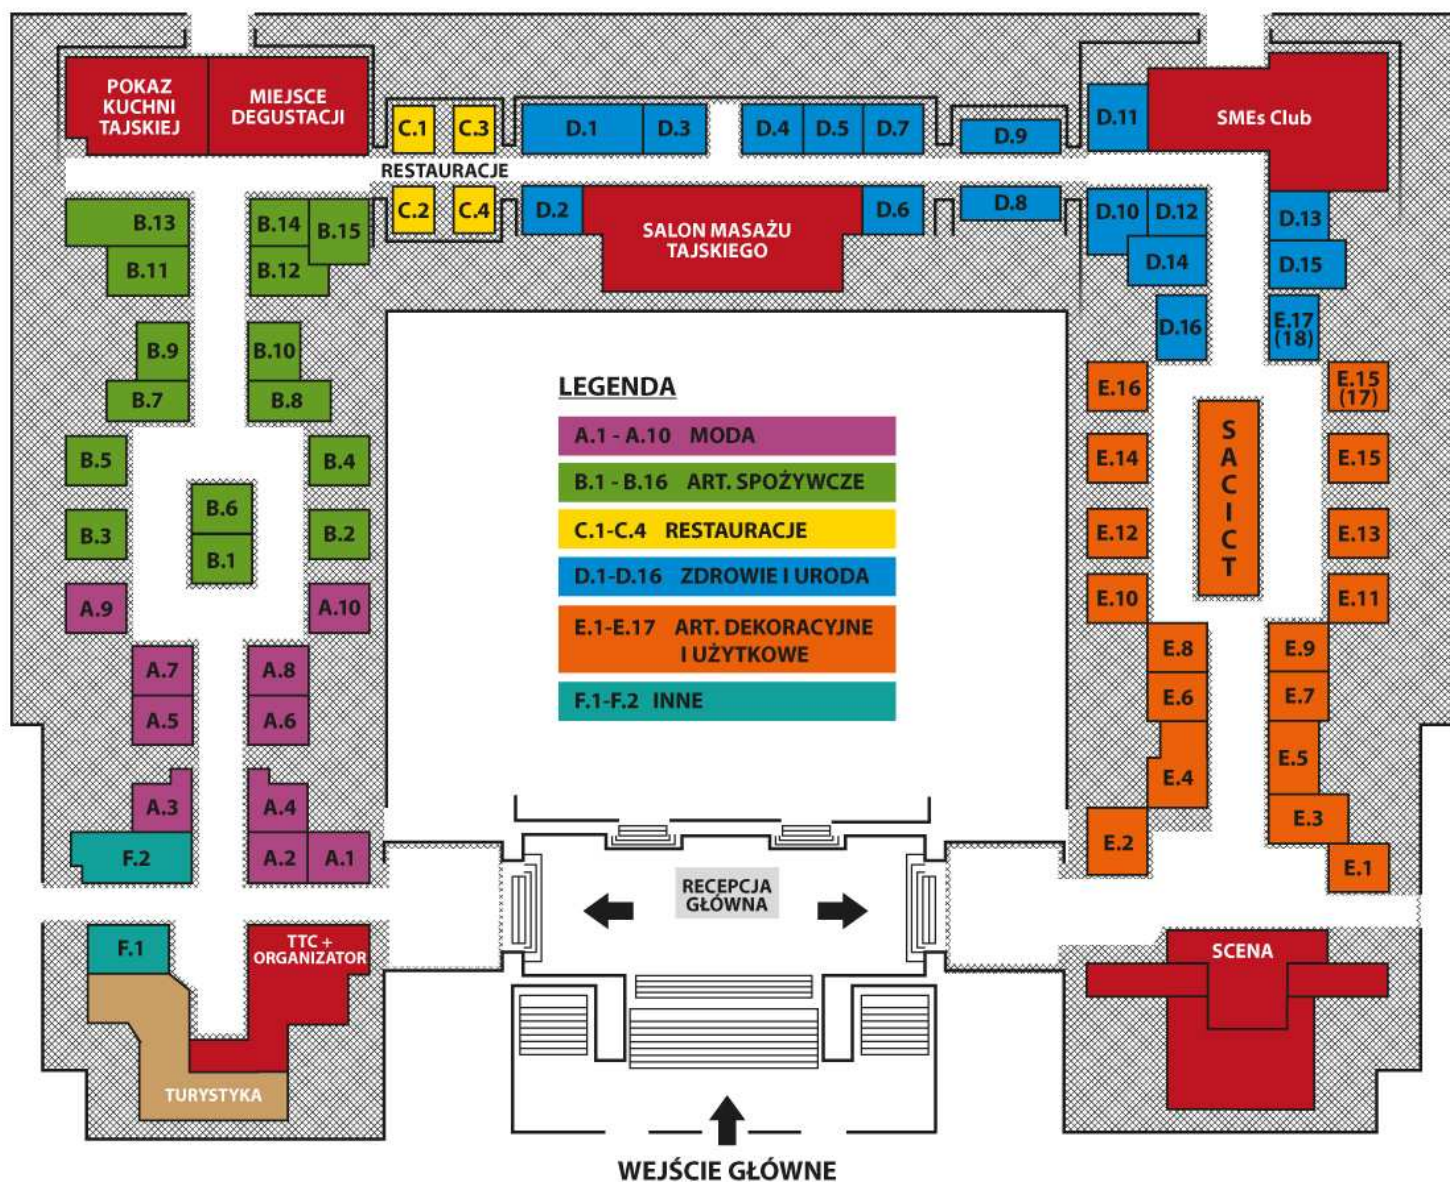 POKAZ
KUCHNI
TAJSKIEJ
MIEJSCE
DEGUSTACJI
C.1
C.3
D.1
D.3
D.4
D.5
D.7
D.9
D.11
SMEs Club
RESTAURACJE
C.2
C.4
D.2
SALON MASAŻU
TAJSKIEGO
D.6
D.8
D.10
D.12
D.13
D.14
D.15
D.16
E.17
(18)
B.13
B.14
B.15
B.11
B.12
B.9
B.10
B.7
B.8
B.5
B.4
B.6
B.3
B.2
B.1
A.9
A.10
A.7
A.8
A.5
A.6
A.3
A.4
F.2
A.2
A.1
LEGENDA
A.1 - A.10 MODA
B.1 - B.16 ART. SPOŻYWCZE
C.1-C.4 RESTAURACJE
D.1-D.16 ZDROWIE I URODA
E.1-E.17 ART. DEKORACYJNE
I UŻYTKOWE
F.1-F.2 INNE
E.16
E.15
(17)
SACICT
E.14
E.15
E.12
E.13
E.10
E.11
E.8
E.9
E.6
E.7
E.4
E.5
E.3
E.2
E.1
RECEPCJA
GŁÓWNA
F.1
TTC +
ORGANIZATOR
SCENA
TURYSTYKA
WEJŚCIE GŁÓWNE